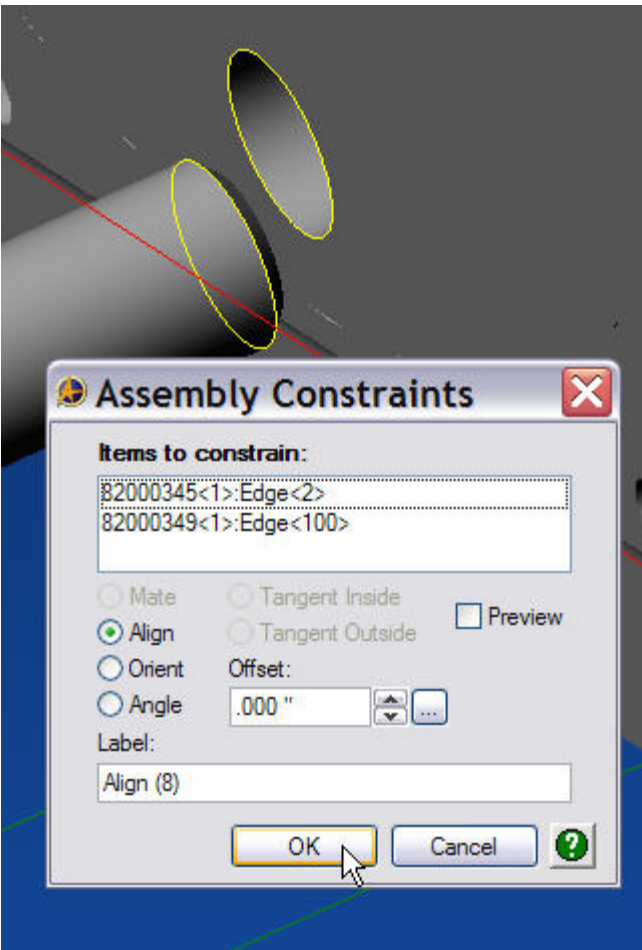 Assembly Constraints
Items to constrain:
82000345<1>:Edge<2>
82000349<1>:Edge<100>
Mate
Tangent Inside
Preview
Align
Tangent Outside
Orient
Offset:
Angle
.000 "
...
Label:
Align (8)
OK
Cancel
?